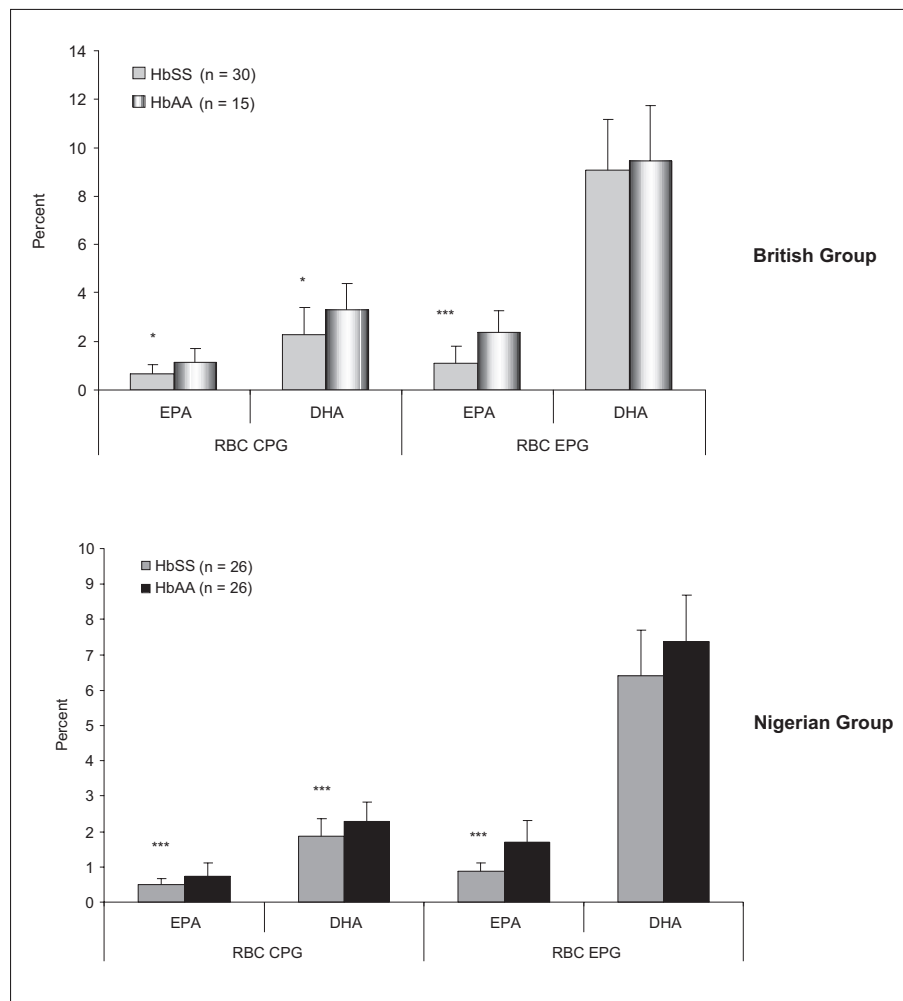 14
HbSS (n = 30)
12
HbAA (n = 15)
10
8
6
4
2
0
Percent
*
*
***
British Group
EPA DHA EPA DHA
RBC CPG RBC EPG
10
HbSS (n = 26)
9
HbAA (n = 26)
8
7
6
5
4
3
2
1
0
Percent
***
***
***
Nigerian Group
EPA DHA EPA DHA
RBC CPG RBC EPG